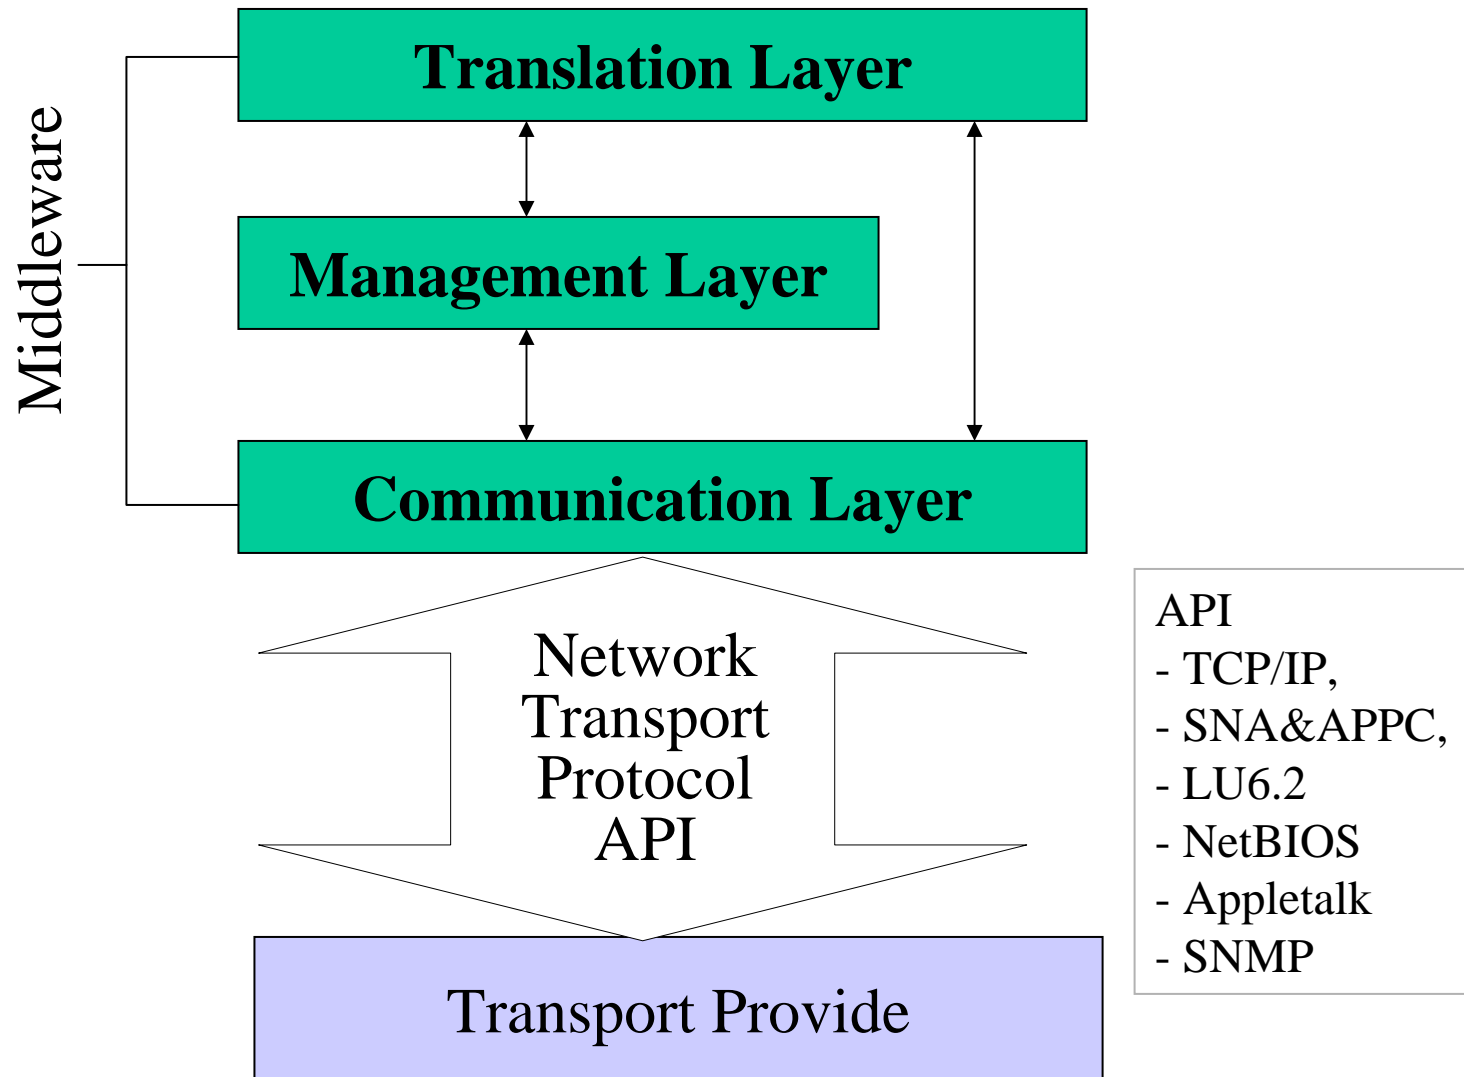 Translation Layer
Middleware
Management Layer
Communication Layer
Network
Transport
Protocol
API
API
- TCP/IP,
- SNA&APPC,
- LU6.2
- NetBIOS
- Appletalk
- SNMP
Transport Provide